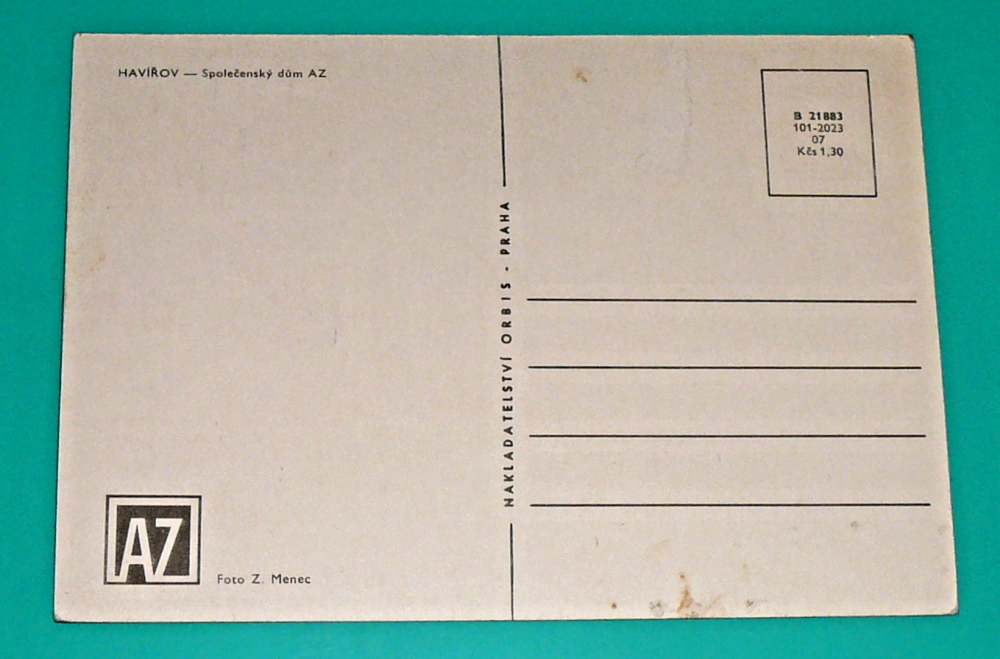 HAVÍŘOV — Společenský dům AZ
AZ
Foto Z. Menec
NAKLADATELSTVÍ ORBIS - PRAHA
B 21883
101-2023
07
Kčs 1,30